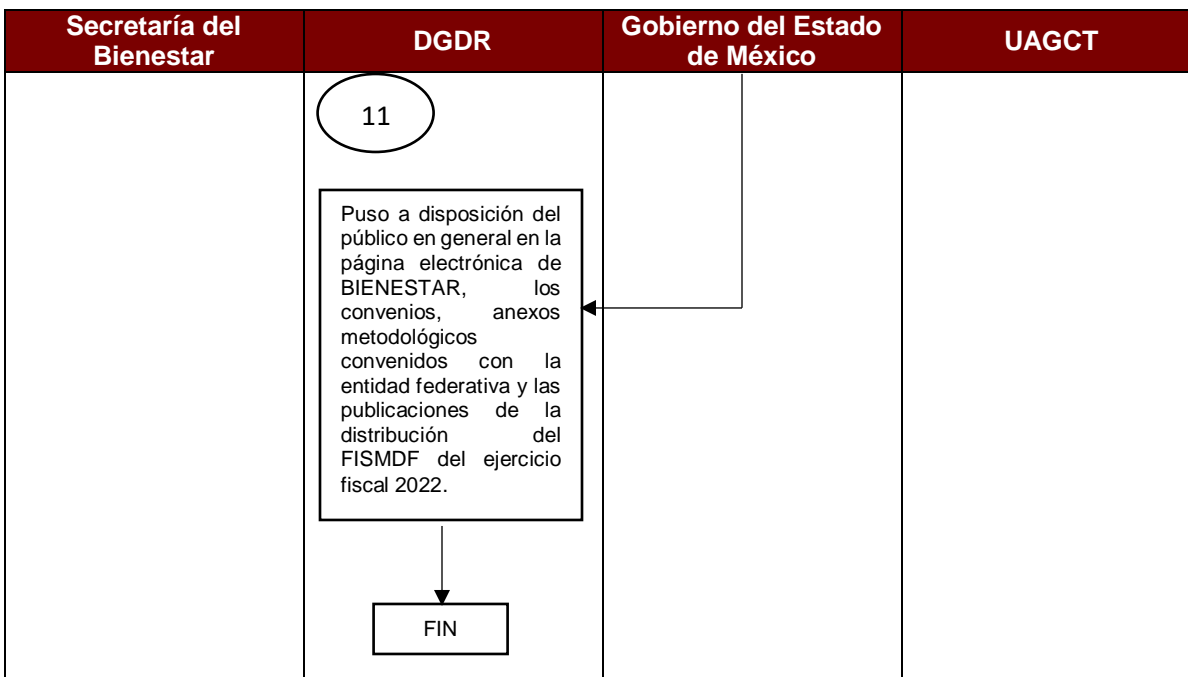 Secretaría del
Bienestar
DGDR
Gobierno del Estado
de México
UAGCT
11
Puso a disposición del
público en general en la
página electrónica de
BIENESTAR, los
convenios, anexos
metodológicos
convenidos con la
entidad federativa y las
publicaciones de la
distribución del
FISMDF del ejercicio
fiscal 2022.
FIN